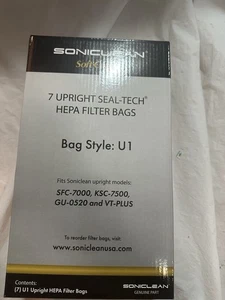 SONICLEAN
Soft C
7 UPRIGHT SEAL-TECH®
HEPA FILTER BAGS
Bag Style: U1
Fits Soniclean upright models:
SFC-7000, KSC-7500,
GU-0520 and VT-PLUS
To reorder filter bags, visit
www.sonicleanusa.com
Contents:
(7) U1 Upright HEPA Filter Bags
SONICLEAN
GENUINE PART